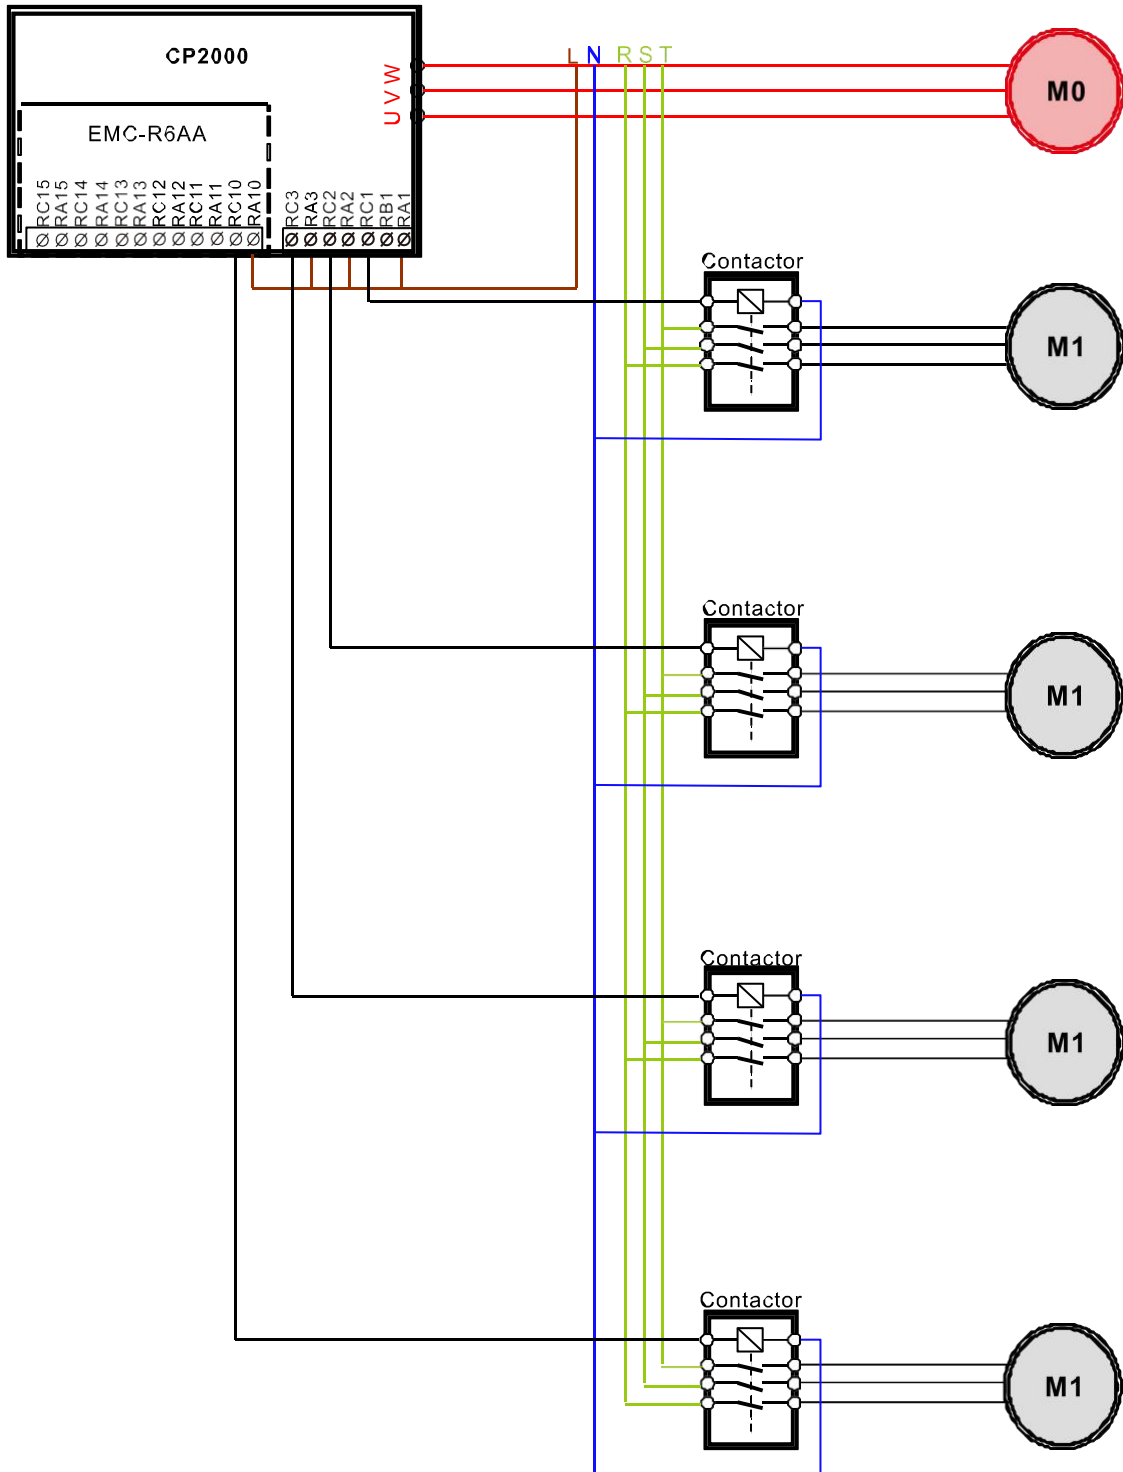 CP2000
L N R S T
U V W
M0
EMC-R6AA
RC15
RA15
RC14
RA14
RC13
RA13
RC12
RA12
RC11
RA11
RC10
RA10
RC3
RA3
RC2
RA2
RC1
RB1
RA1
Contactor
M1
Contactor
M1
Contactor
M1
Contactor
M1